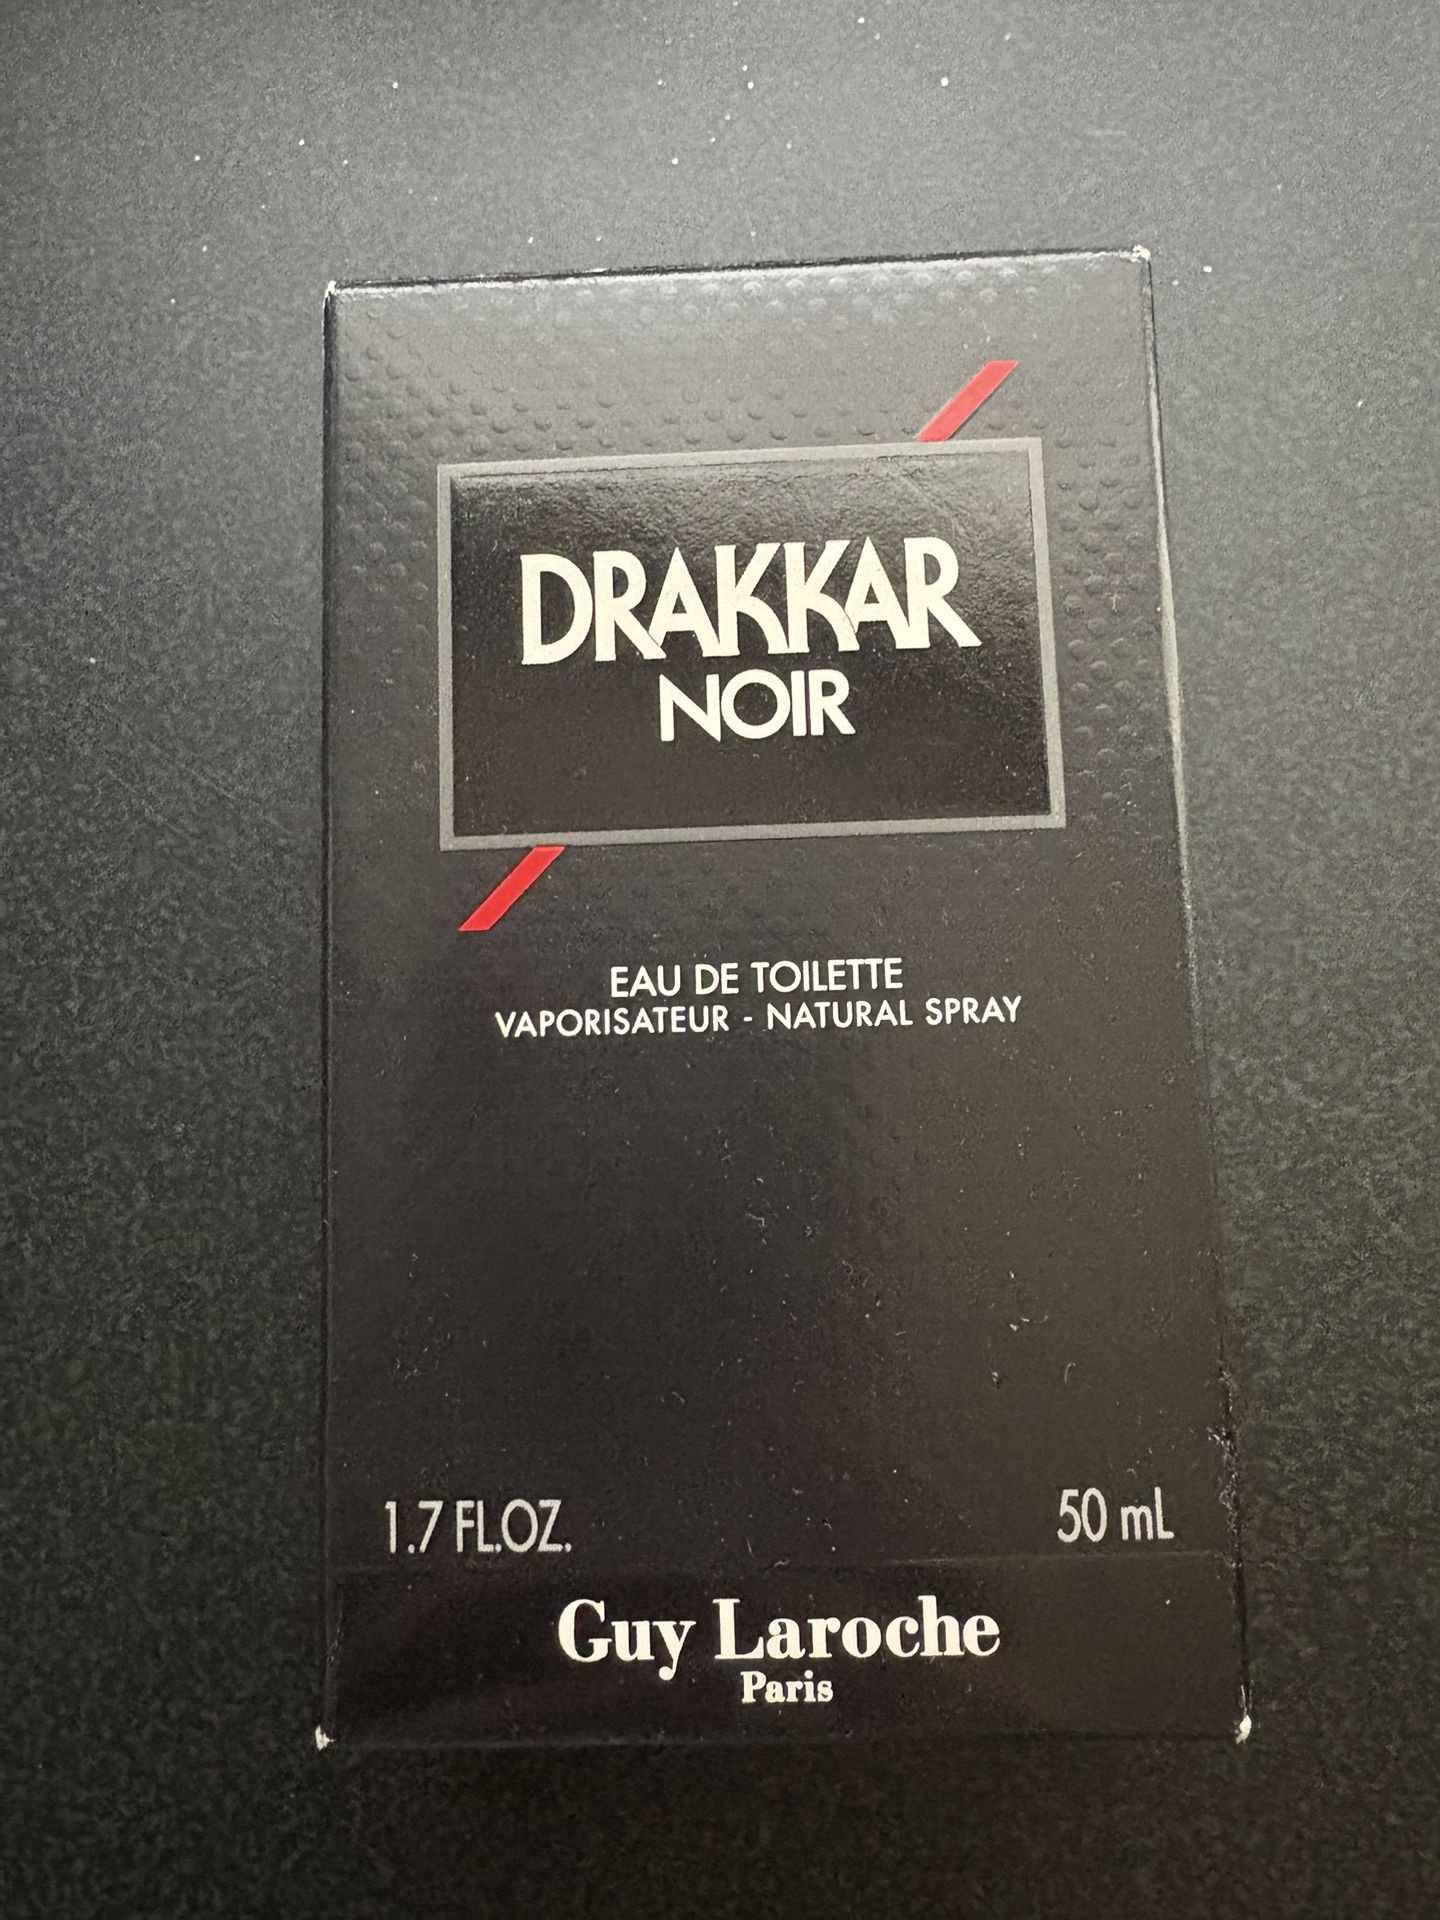 DRAKKAR
NOIR
EAU DE TOILETTE
VAPORISATEUR - NATURAL SPRAY
1.7 FL.OZ. 50 mL
Guy Laroche
Paris